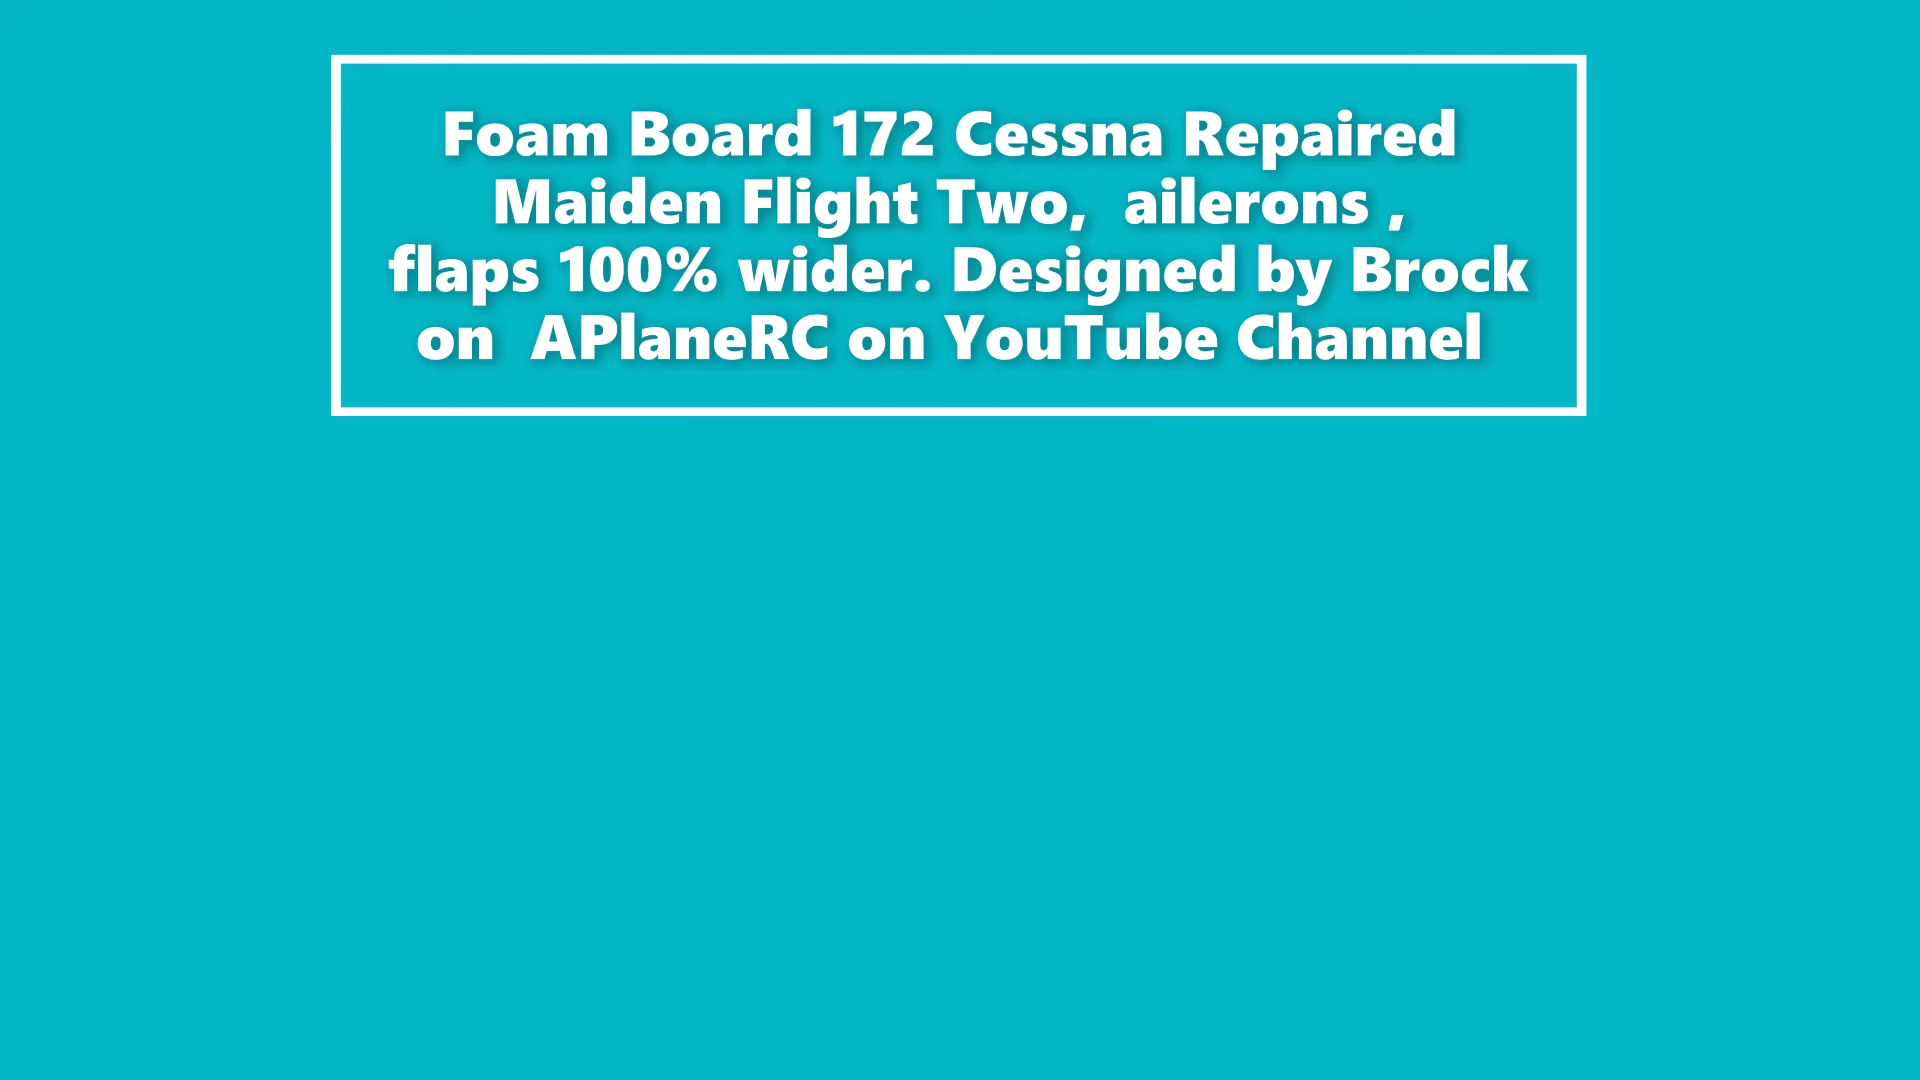 Foam Board 172 Cessna Repaired
Maiden Flight Two,  ailerons ,
flaps 100% wider. Designed by Brock
on  APlaneRC on YouTube Channel